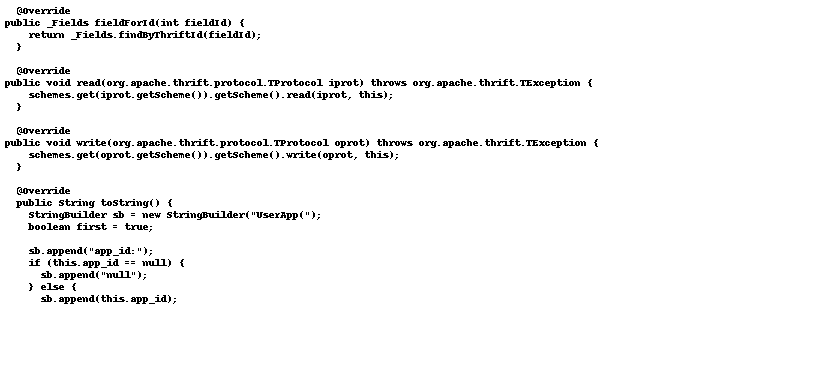 @Override
public _Fields fieldForId(int fieldId) {
    return _Fields.findByThriftId(fieldId);
  }

  @Override
public void read(org.apache.thrift.protocol.TProtocol iprot) throws org.apache.thrift.TException {
    schemes.get(iprot.getScheme()).getScheme().read(iprot, this);
  }

  @Override
public void write(org.apache.thrift.protocol.TProtocol oprot) throws org.apache.thrift.TException {
    schemes.get(oprot.getScheme()).getScheme().write(oprot, this);
  }

  @Override
  public String toString() {
    StringBuilder sb = new StringBuilder("UserApp(");
    boolean first = true;

    sb.append("app_id:");
    if (this.app_id == null) {
      sb.append("null");
    } else {
      sb.append(this.app_id);